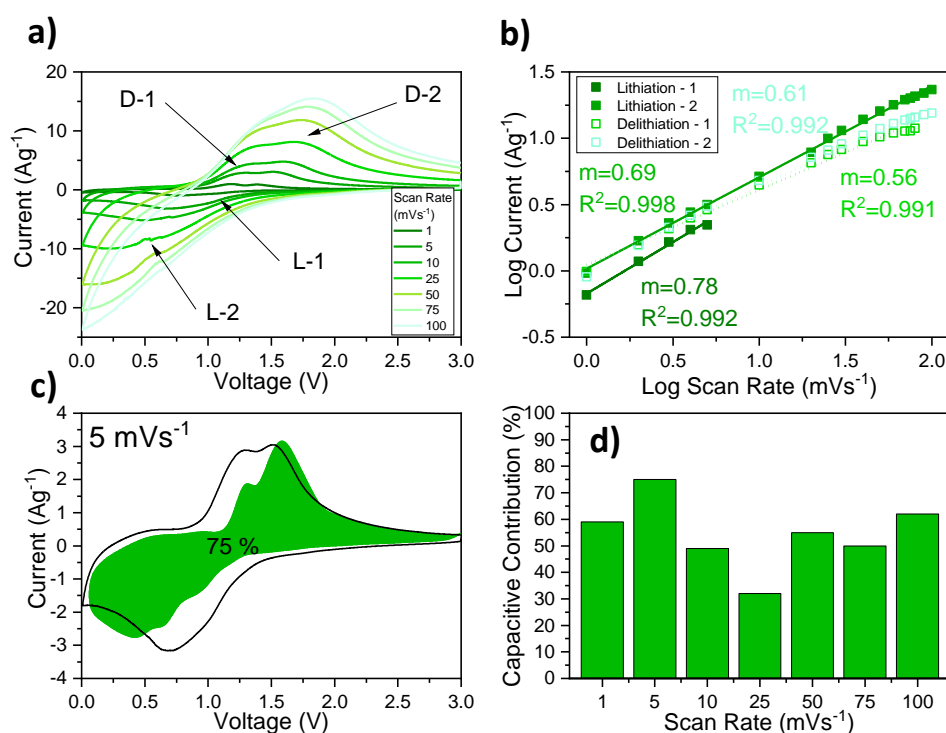 a)
Current (Ag⁻¹)
20
10
0
-10
-20
D-1
D-2
L-1
L-2
Scan Rate
(mVs⁻¹)
1
5
10
25
50
75
100
0.0 0.5 1.0 1.5 2.0 2.5 3.0
Voltage (V)
b)
Log Current (Ag⁻¹)
1.5
1.0
0.5
0.0
-0.5
Lithiation - 1
Lithiation - 2
Delithiation - 1
Delithiation - 2
m=0.61
R²=0.992
m=0.69
R²=0.998
m=0.56
R²=0.991
m=0.78
R²=0.992
0.0 0.5 1.0 1.5 2.0
Log Scan Rate (mVs⁻¹)
c)
5 mVs⁻¹
Current (Ag⁻¹)
4
3
2
1
0
-1
-2
-3
-4
75 %
0.0 0.5 1.0 1.5 2.0 2.5 3.0
Voltage (V)
d)
Capacitive Contribution (%)
100
90
80
70
60
50
40
30
20
10
0
1 5 10 25 50 75 100
Scan Rate (mVs⁻¹)